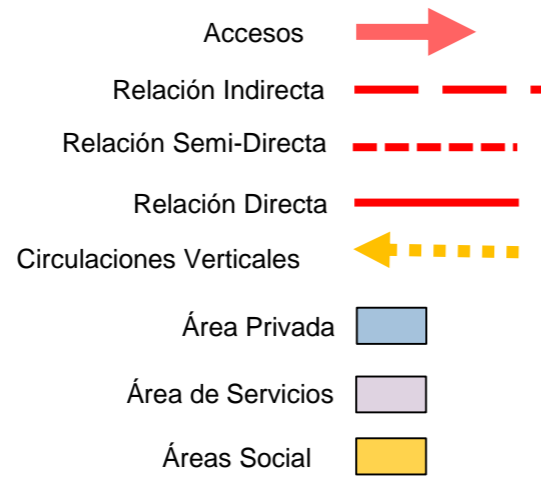 Accesos
Relación Indirecta
Relación Semi-Directa
Relación Directa
Circulaciones Verticales
Área Privada
Área de Servicios
Áreas Social